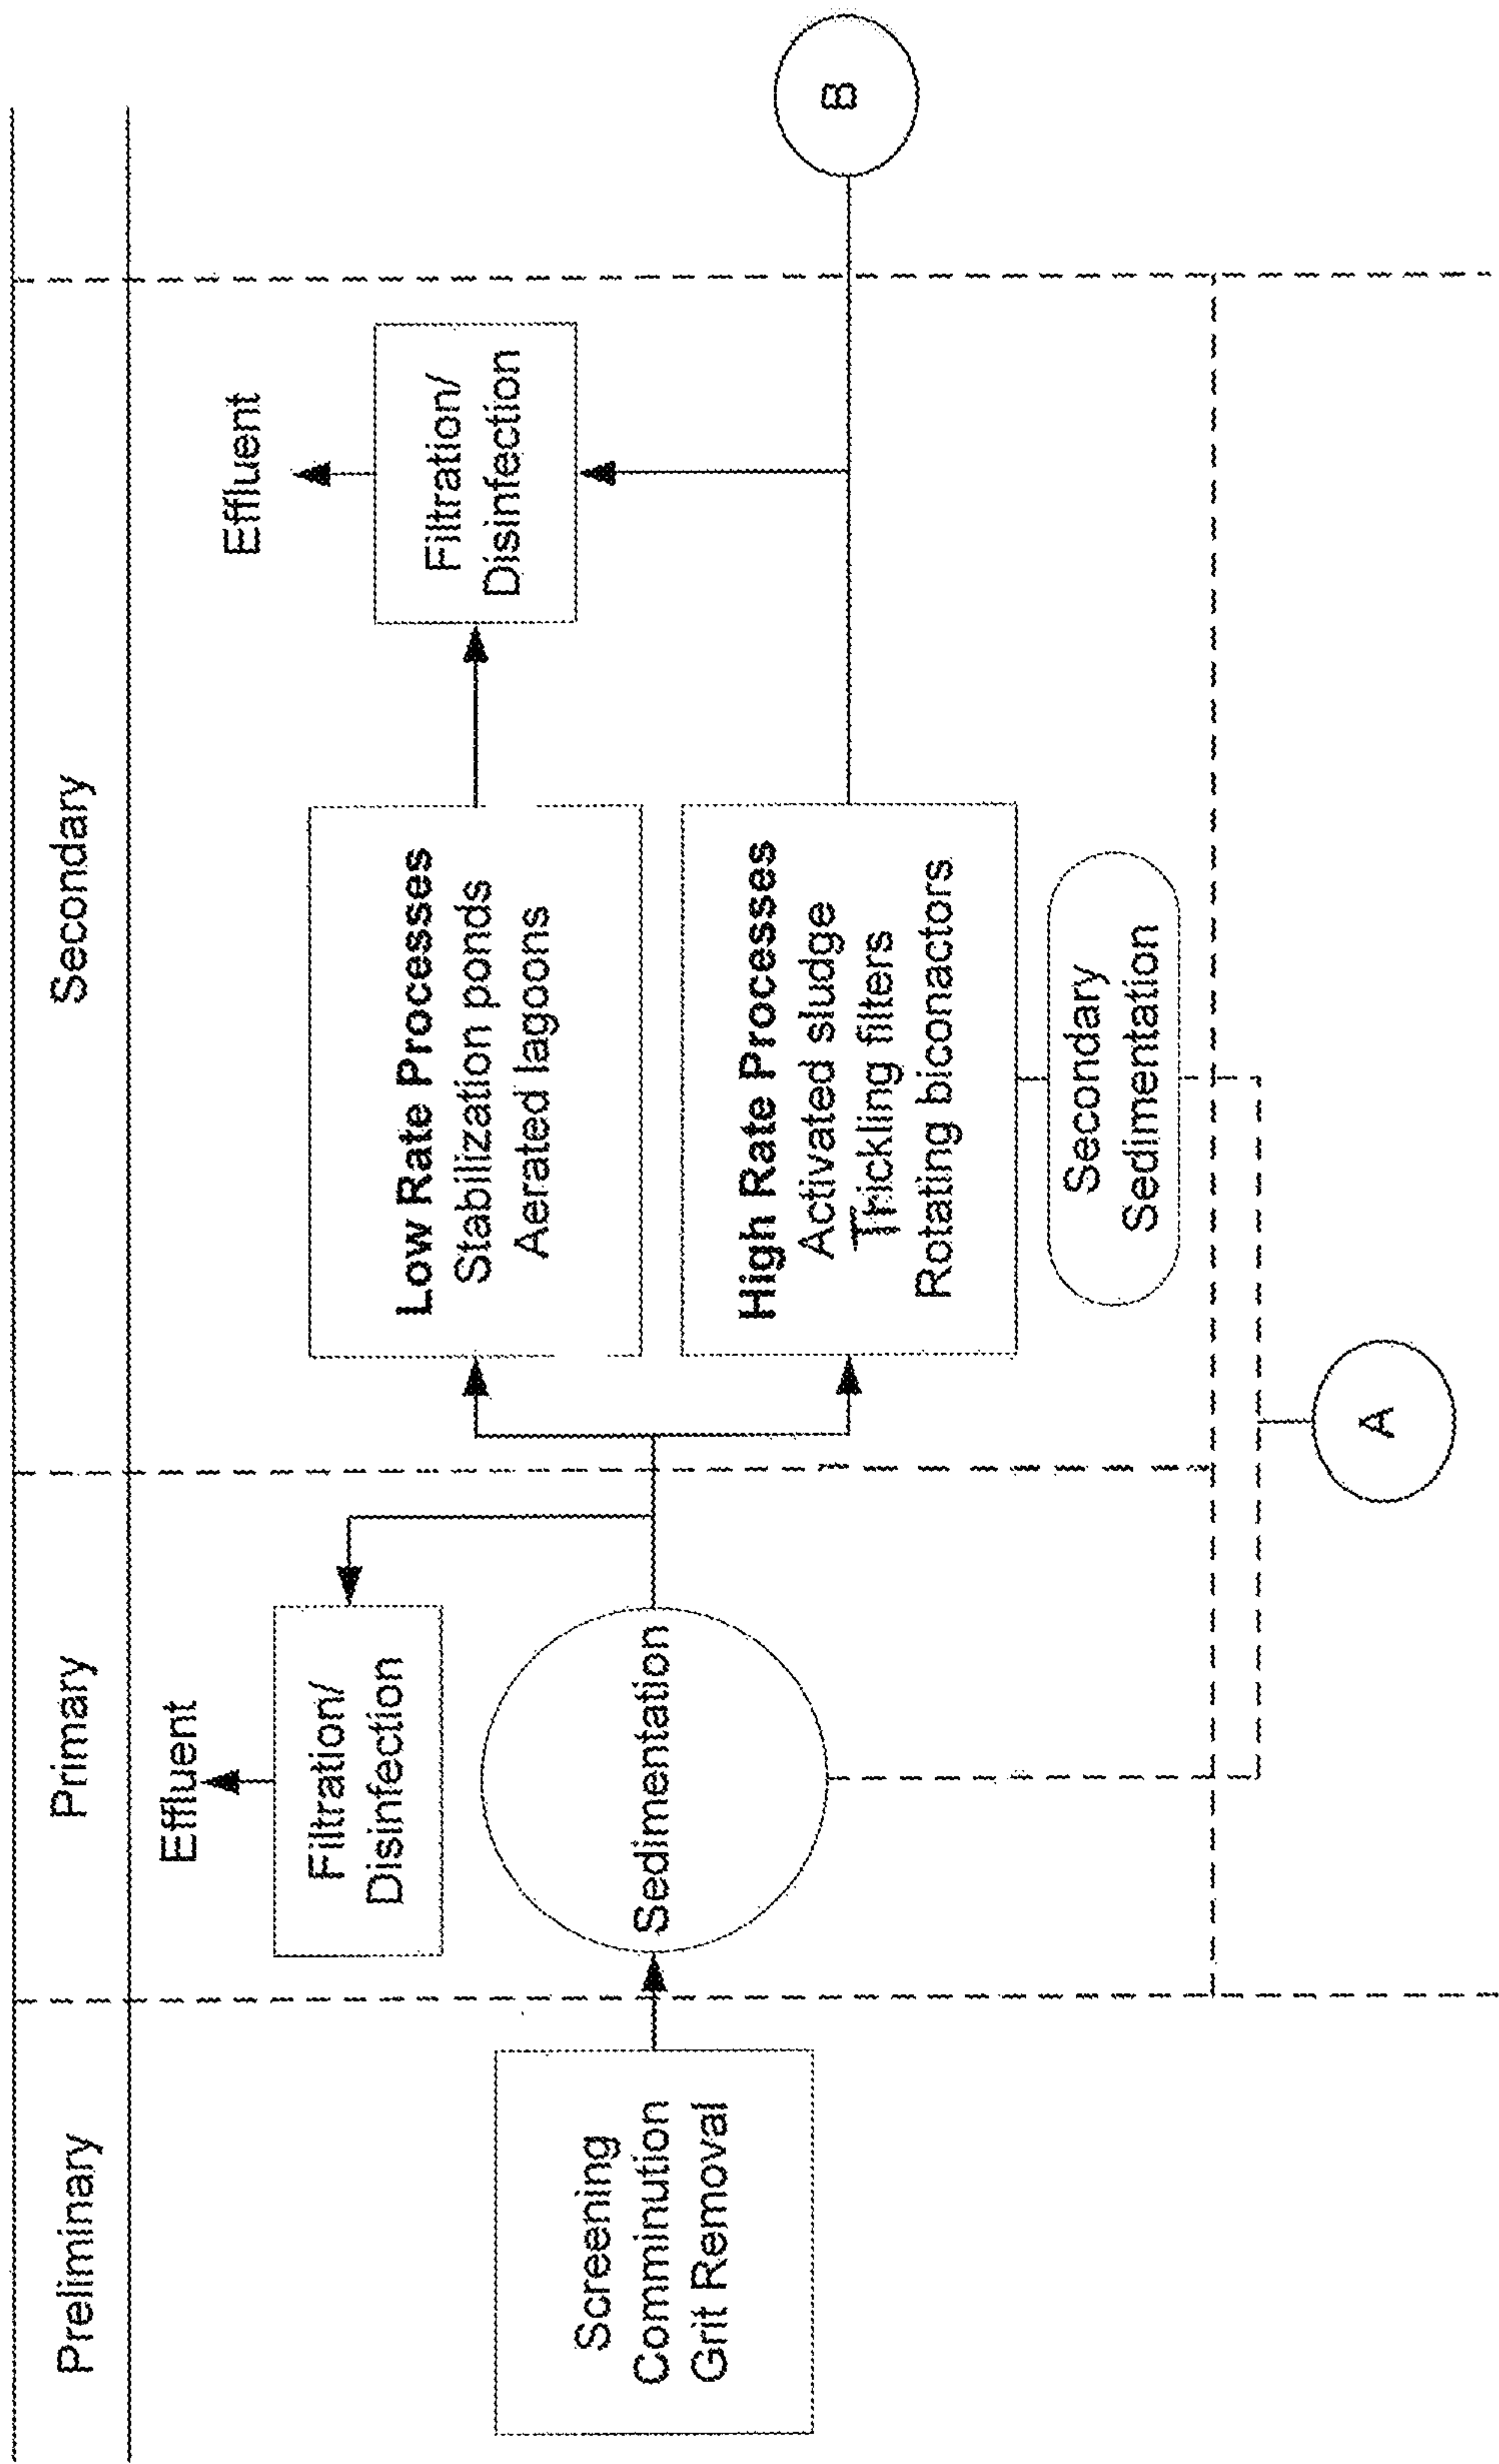 Preliminary
Primary
Secondary
Screening
Comminution
Grit Removal
Effluent
Filtration/
Disinfection
Sedimentation
Low Rate Processes
Stabilization ponds
Aerated lagoons
High Rate Processes
Activated sludge
Trickling filters
Rotating biconactors
Secondary
Sedimentation
Effluent
Filtration/
Disinfection
A
B